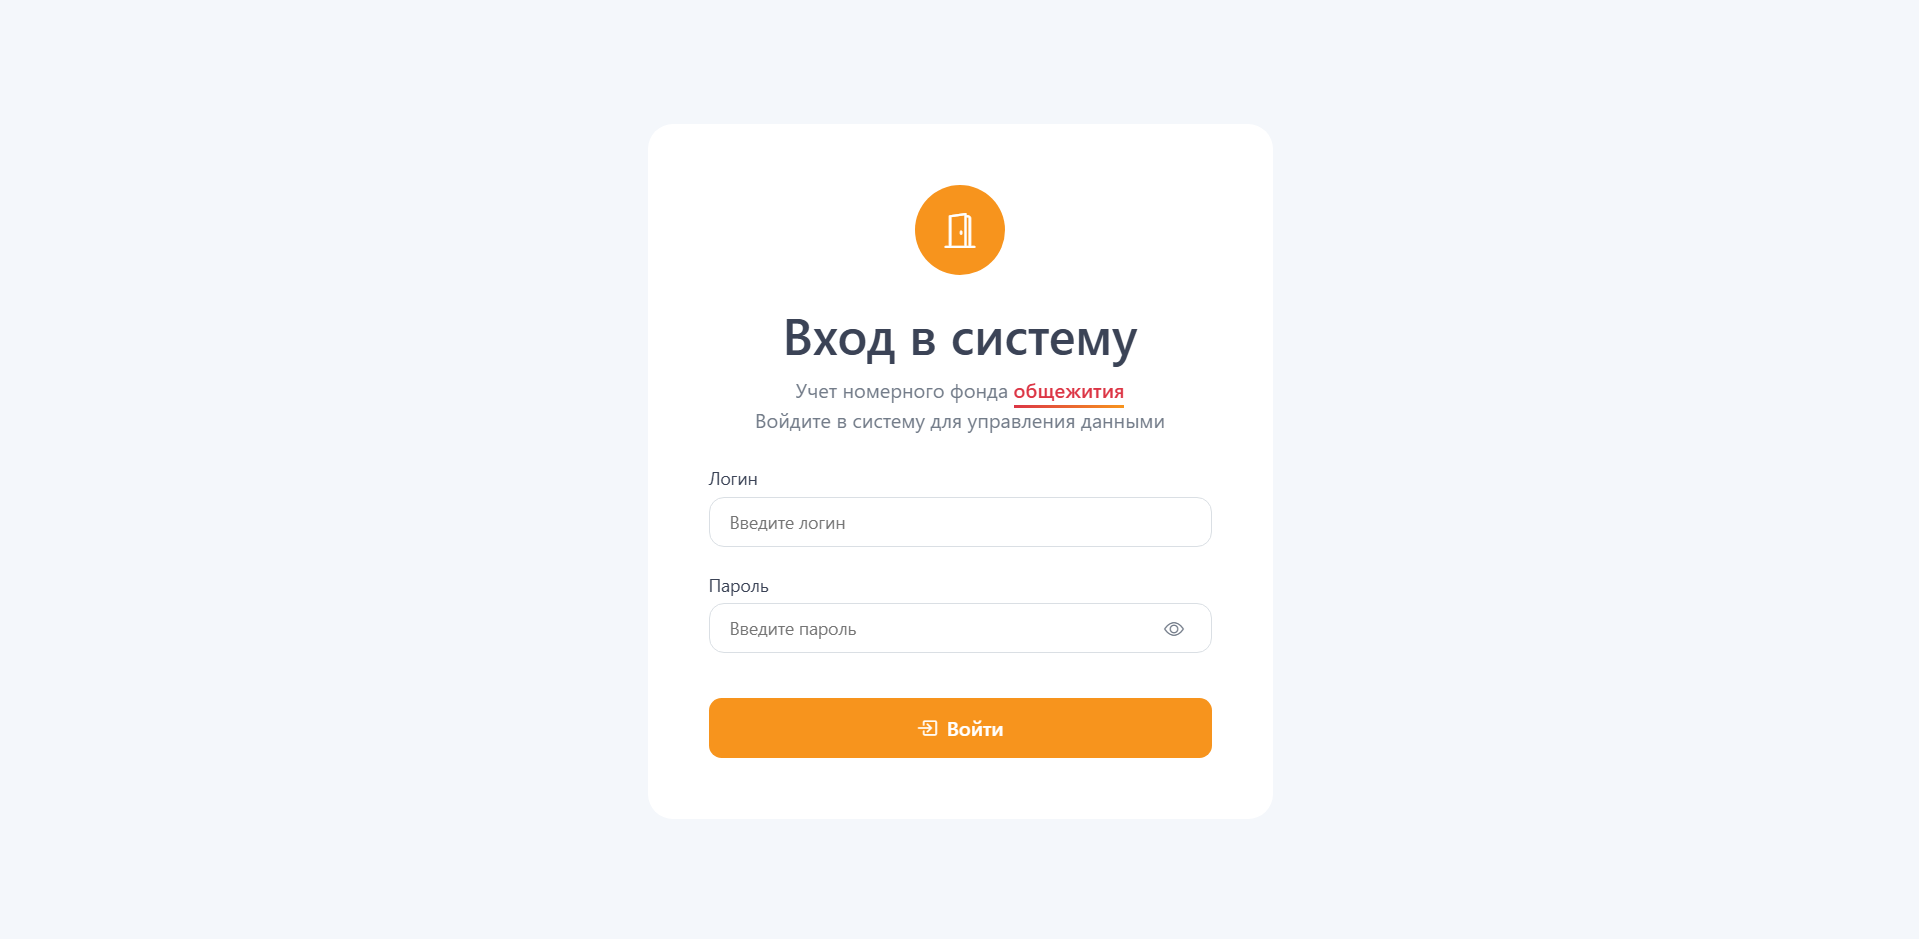 Вход в систему
Учет номерного фонда общежития
Войдите в систему для управления данными
Логин
Введите логин
Пароль
Введите пароль
Войти